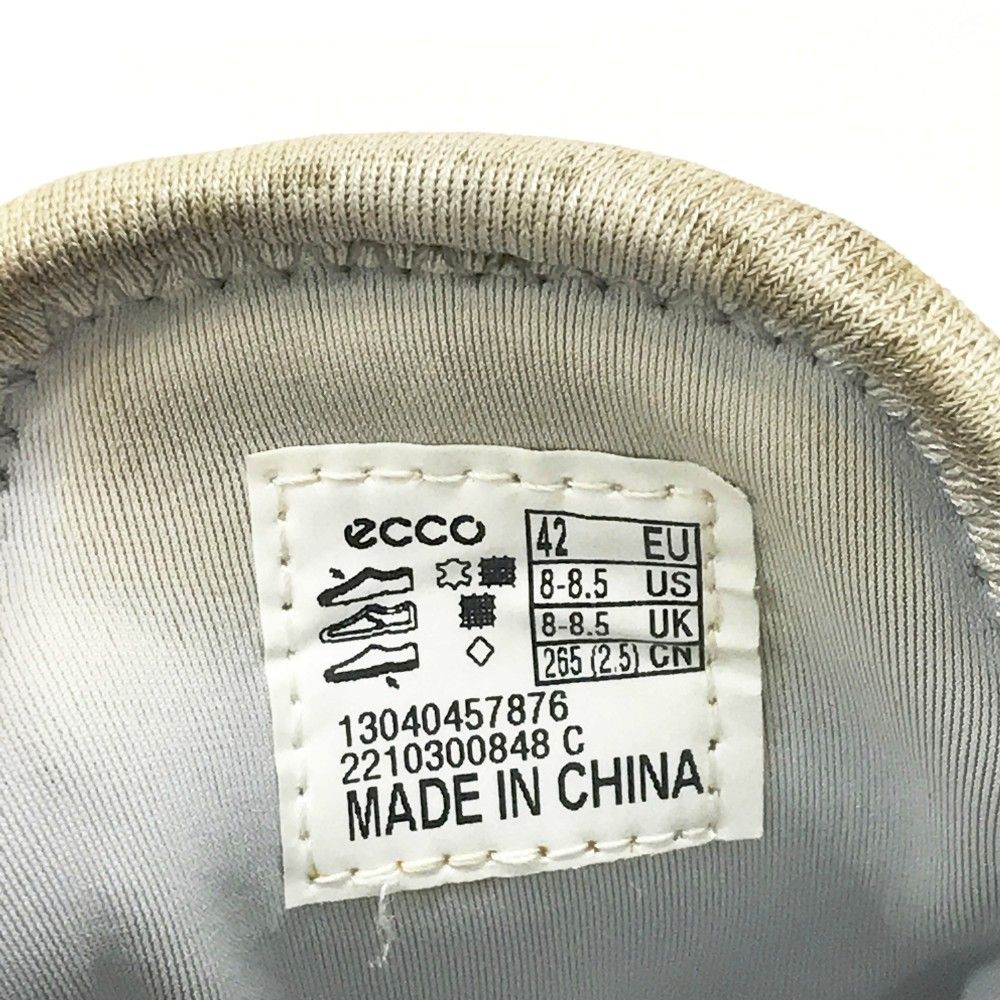 ecco
42 EU
8-8.5 US
8-8.5 UK
265 (2.5) CN
13040457876
2210300848 C
MADE IN CHINA